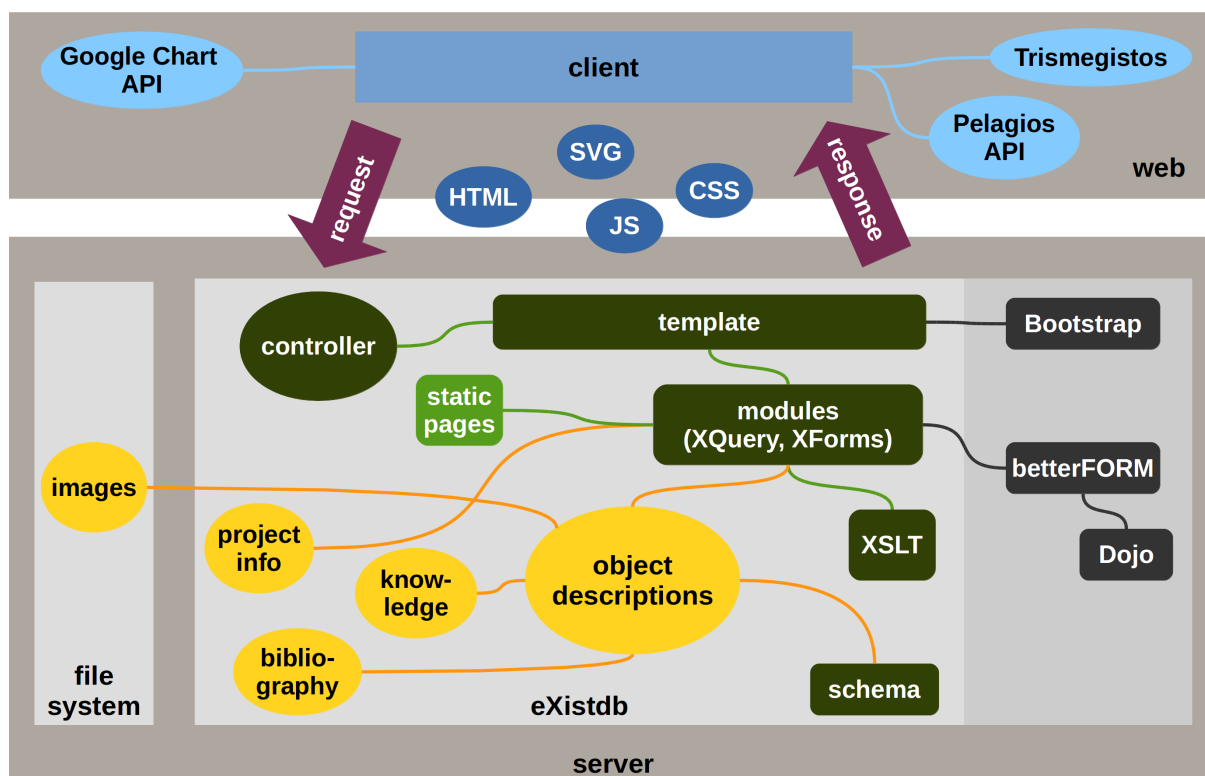 Google Chart
API
client
Trismegistos
Pelagios
API
web
request
SVG
HTML
CSS
JS
response
controller
template
Bootstrap
static
pages
modules
(XQuery, XForms)
betterFORM
images
project
info
know-
ledge
object
descriptions
XSLT
Dojo
biblio-
graphy
schema
file
system
eXistdb
server